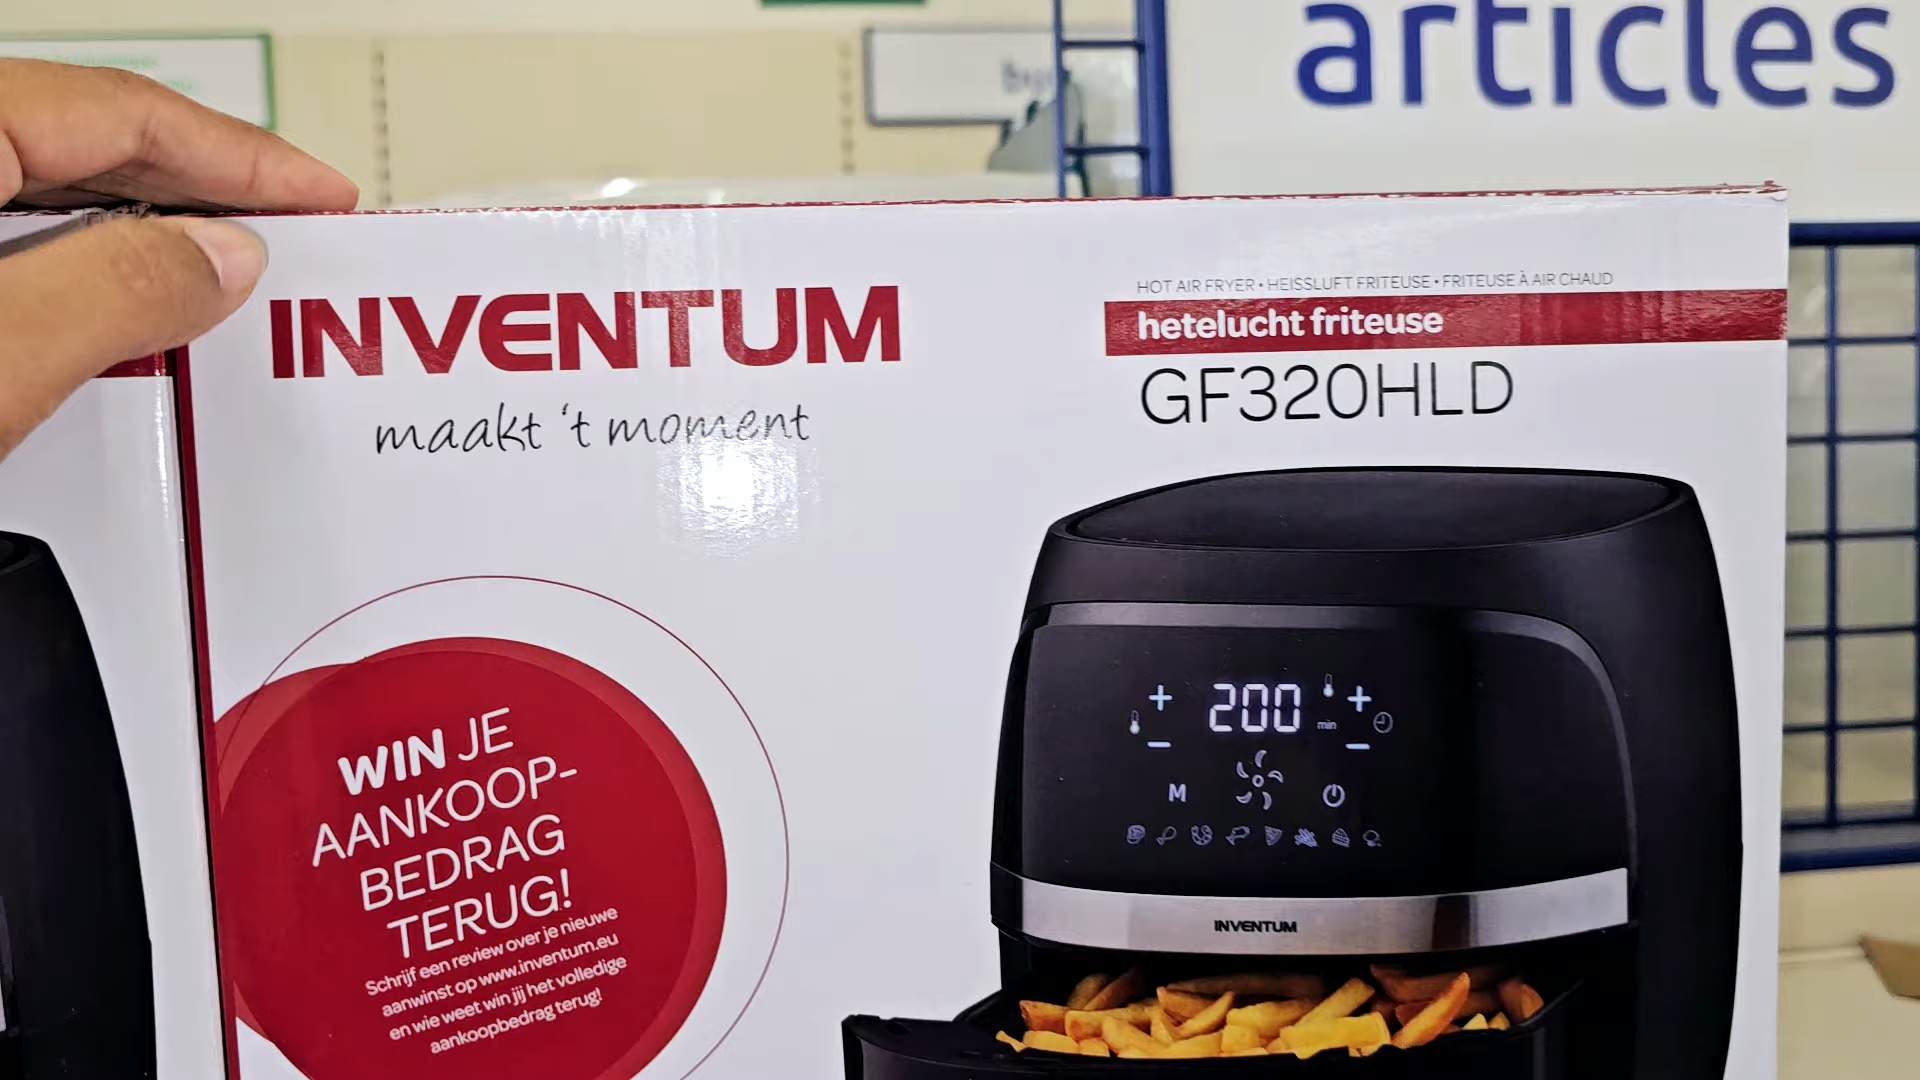 articles
INVENTUM
maakt 't moment
HOT AIR FRYER • HEISSLUFT FRITEUSE • FRITEUSE À AIR CHAUD
hetelucht friteuse
GF320HLD
WIN JE
AANKOOP-
BEDRAG
TERUG!
Schrijf een review over je nieuwe
aanwinst op www.inventum.eu
en wie weet win jij het volledige
aankoopbedrag terug!
200
min
M
INVENTUM